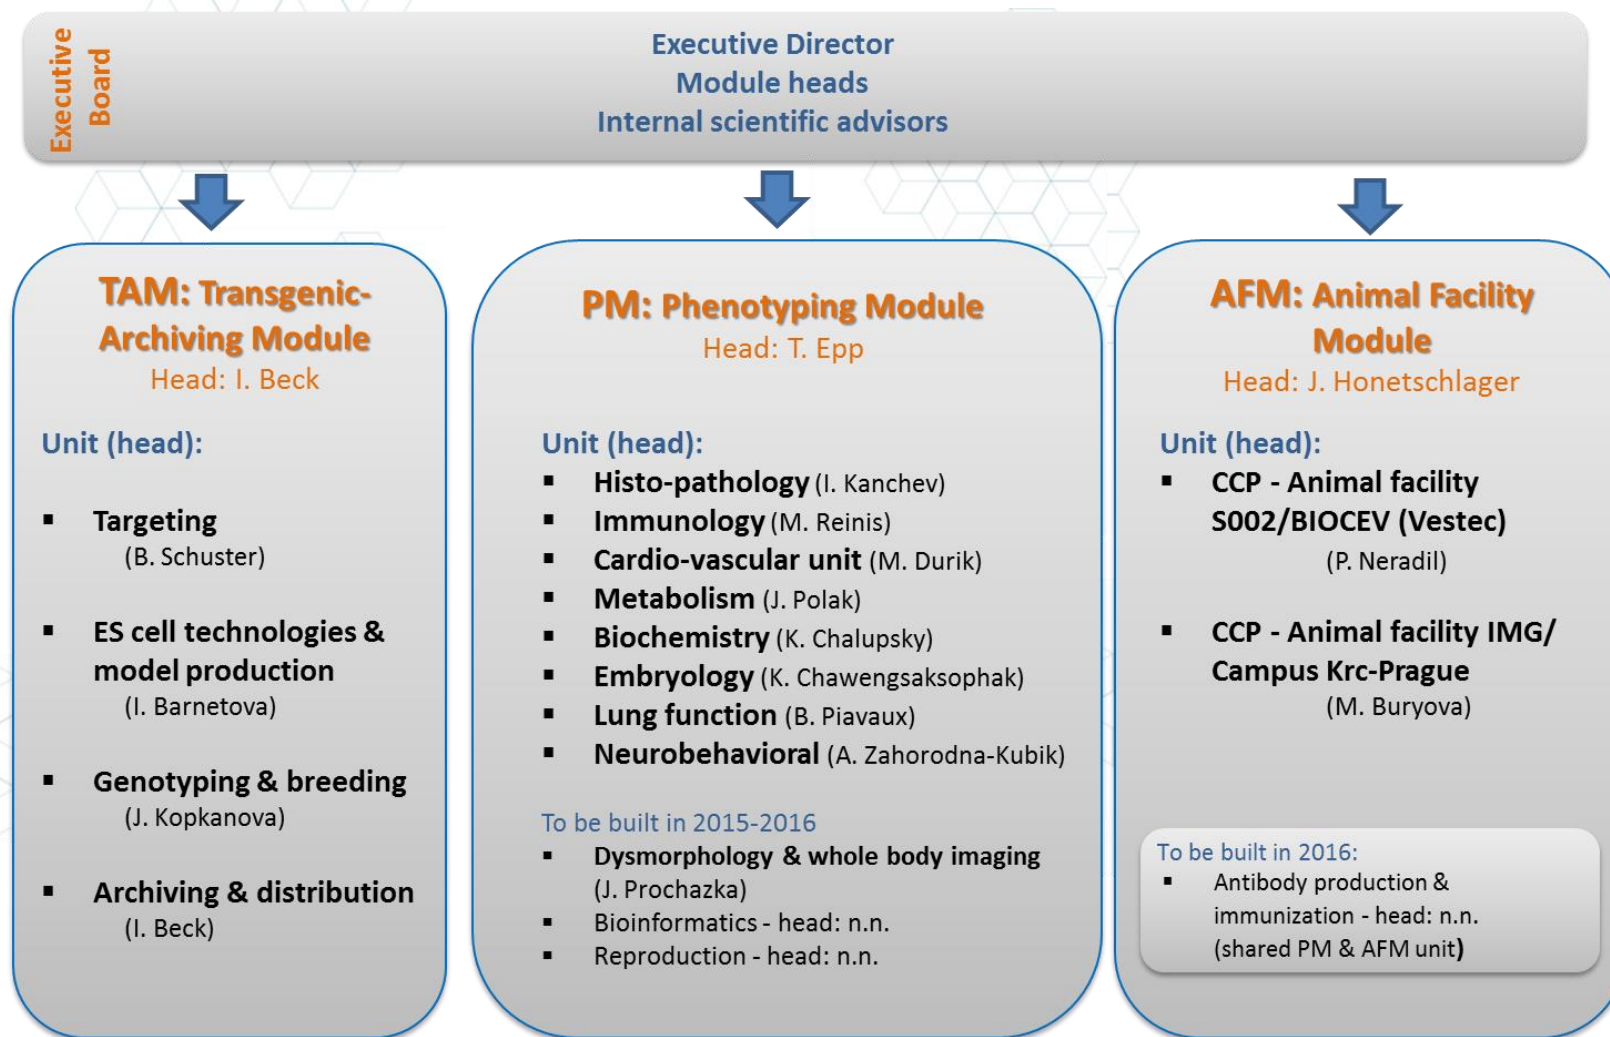 Executive
Board
Executive Director
Module heads
Internal scientific advisors
TAM: Transgenic-
Archiving Module
Head: I. Beck
Unit (head):
▪ Targeting
(B. Schuster)
▪ ES cell technologies &
model production
(I. Barnetova)
▪ Genotyping & breeding
(J. Kopkanova)
▪ Archiving & distribution
(I. Beck)
PM: Phenotyping Module
Head: T. Epp
Unit (head):
▪ Histo-pathology (I. Kanchev)
▪ Immunology (M. Reinis)
▪ Cardio-vascular unit (M. Durik)
▪ Metabolism (J. Polak)
▪ Biochemistry (K. Chalupsky)
▪ Embryology (K. Chawengsaksophak)
▪ Lung function (B. Piavaux)
▪ Neurobehavioral (A. Zahorodna-Kubik)
To be built in 2015-2016
▪ Dysmorphology & whole body imaging
(J. Prochazka)
▪ Bioinformatics - head: n.n.
▪ Reproduction - head: n.n.
AFM: Animal Facility
Module
Head: J. Honetschlager
Unit (head):
▪ CCP - Animal facility
S002/BIOCEV (Vestec)
(P. Neradil)
▪ CCP - Animal facility IMG/
Campus Krc-Prague
(M. Buryova)
To be built in 2016:
▪ Antibody production &
immunization - head: n.n.
(shared PM & AFM unit)